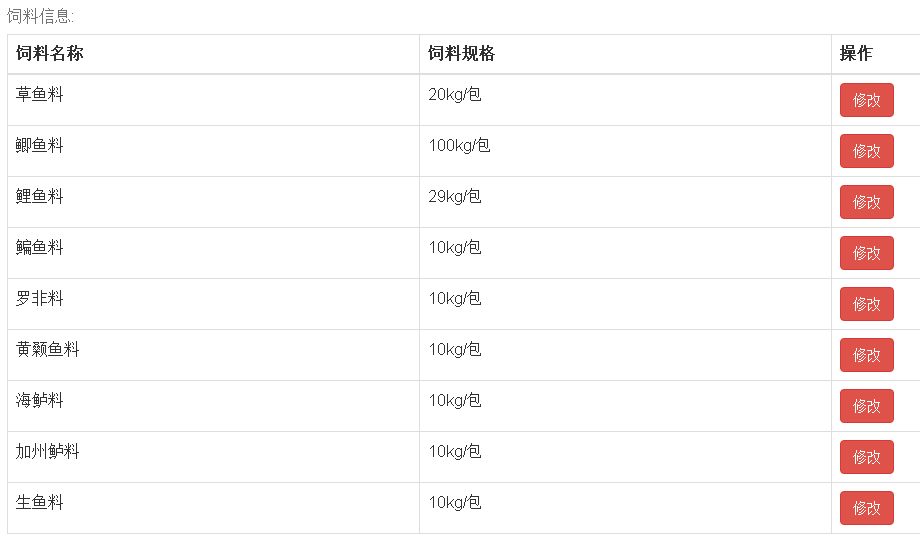 饲料信息:
饲料名称 饲料规格 操作
草鱼料 20kg/包 修改
鲫鱼料 100kg/包 修改
鲤鱼料 29kg/包 修改
鳊鱼料 10kg/包 修改
罗非料 10kg/包 修改
黄颡鱼料 10kg/包 修改
海鲈料 10kg/包 修改
加州鲈料 10kg/包 修改
生鱼料 10kg/包 修改